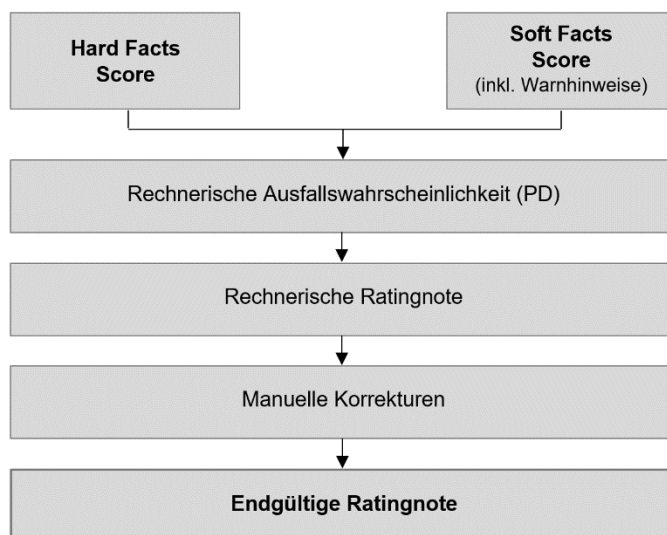 Hard Facts
Score
Soft Facts
Score
(inkl. Warnhinweise)
Rechnerische Ausfallswahrscheinlichkeit (PD)
Rechnerische Ratingnote
Manuelle Korrekturen
Endgültige Ratingnote